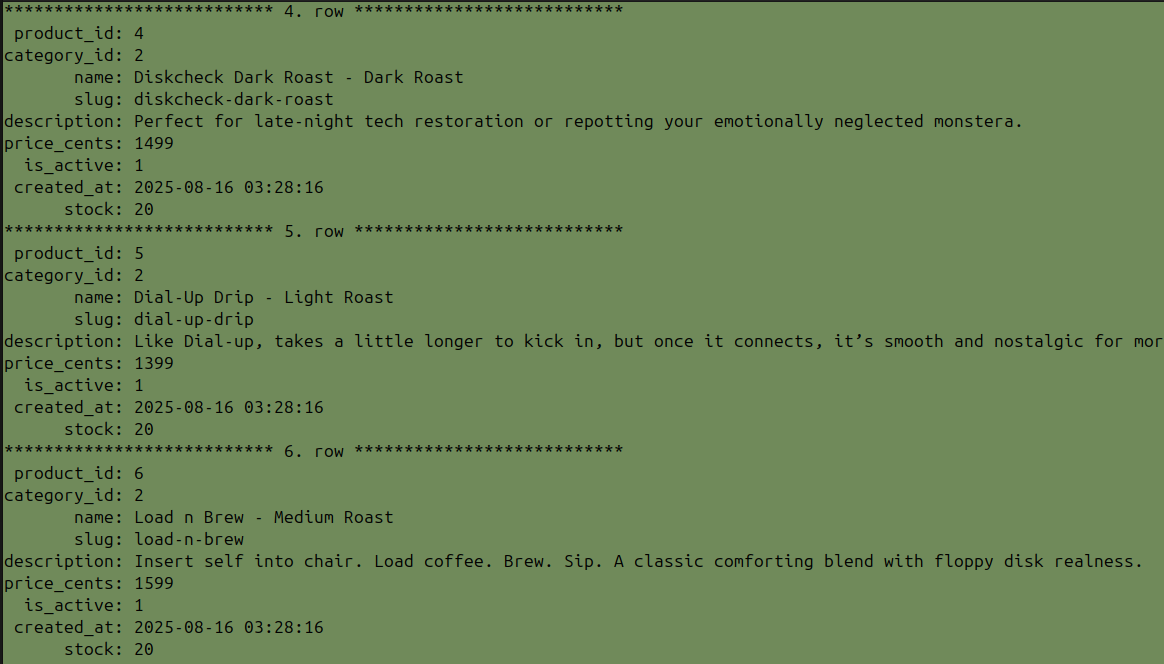 *************************** 4. row ***************************
 product_id: 4
category_id: 2
       name: Diskcheck Dark Roast - Dark Roast
       slug: diskcheck-dark-roast
description: Perfect for late-night tech restoration or repotting your emotionally neglected monstera.
price_cents: 1499
  is_active: 1
 created_at: 2025-08-16 03:28:16
      stock: 20
*************************** 5. row ***************************
 product_id: 5
category_id: 2
       name: Dial-Up Drip - Light Roast
       slug: dial-up-drip
description: Like Dial-up, takes a little longer to kick in, but once it connects, it’s smooth and nostalgic for mor
price_cents: 1399
  is_active: 1
 created_at: 2025-08-16 03:28:16
      stock: 20
*************************** 6. row ***************************
 product_id: 6
category_id: 2
       name: Load n Brew - Medium Roast
       slug: load-n-brew
description: Insert self into chair. Load coffee. Brew. Sip. A classic comforting blend with floppy disk realness.
price_cents: 1599
  is_active: 1
 created_at: 2025-08-16 03:28:16
      stock: 20